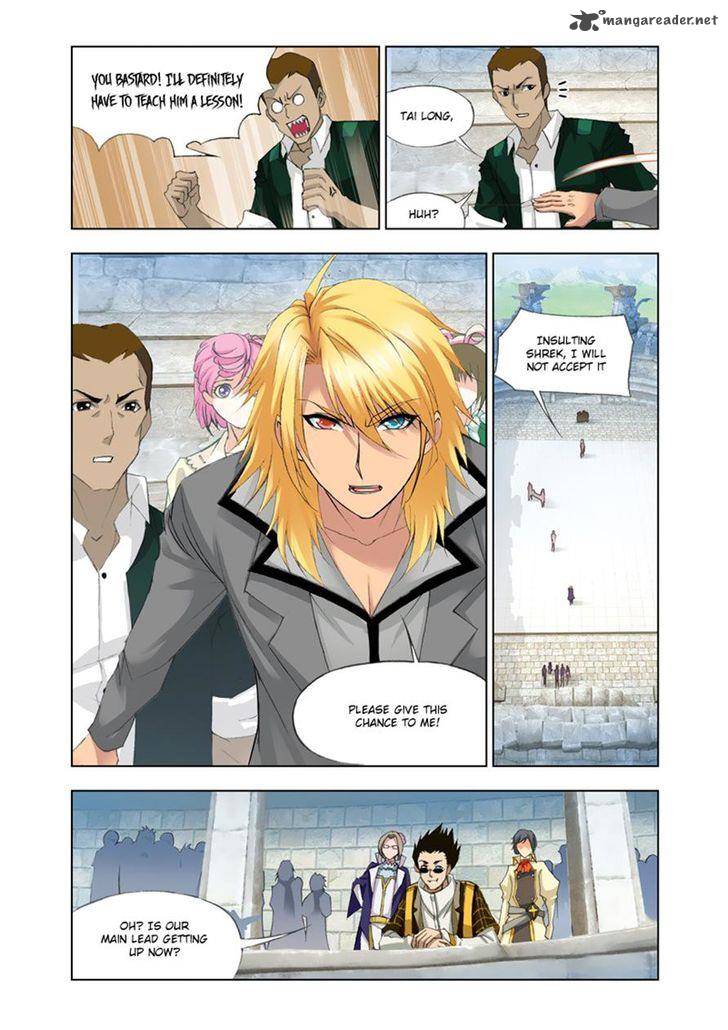 mangareader.net
YOU BASTARD! I'LL DEFINITELY
HAVE TO TEACH HIM A LESSON!
TAI LONG,
HUH?
PLEASE GIVE THIS
CHANCE TO ME!
INSULTING
SHREK, I WILL
NOT ACCEPT IT
OH? IS OUR
MAIN LEAD GETTING
UP NOW?